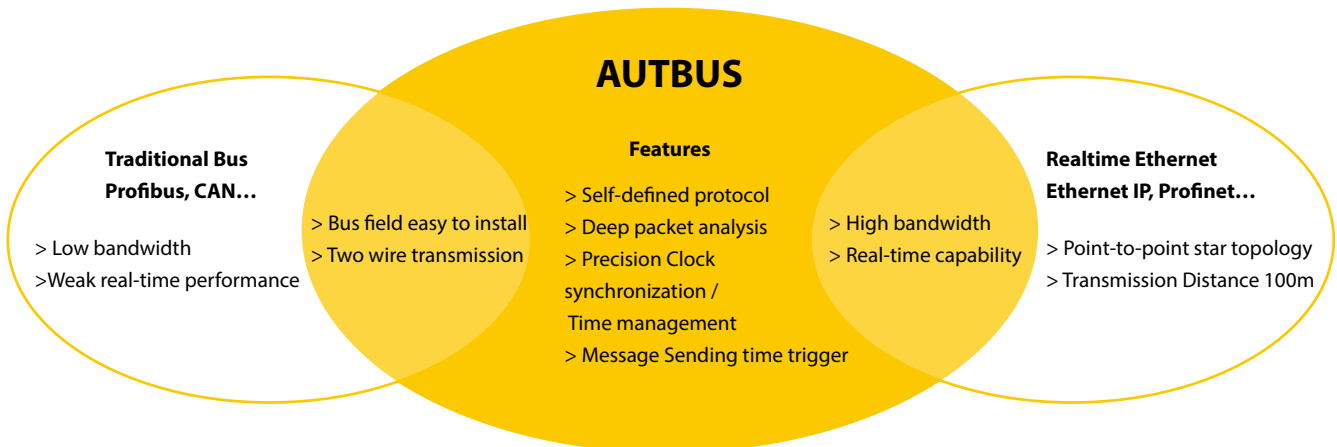 AUTBUS
Traditional Bus
Profibus, CAN…
> Low bandwidth
>Weak real-time performance
> Bus field easy to install
> Two wire transmission
Features
> Self-defined protocol
> Deep packet analysis
> Precision Clock
synchronization /
Time management
> Message Sending time trigger
> High bandwidth
> Real-time capability
Realtime Ethernet
Ethernet IP, Profinet…
> Point-to-point star topology
> Transmission Distance 100m